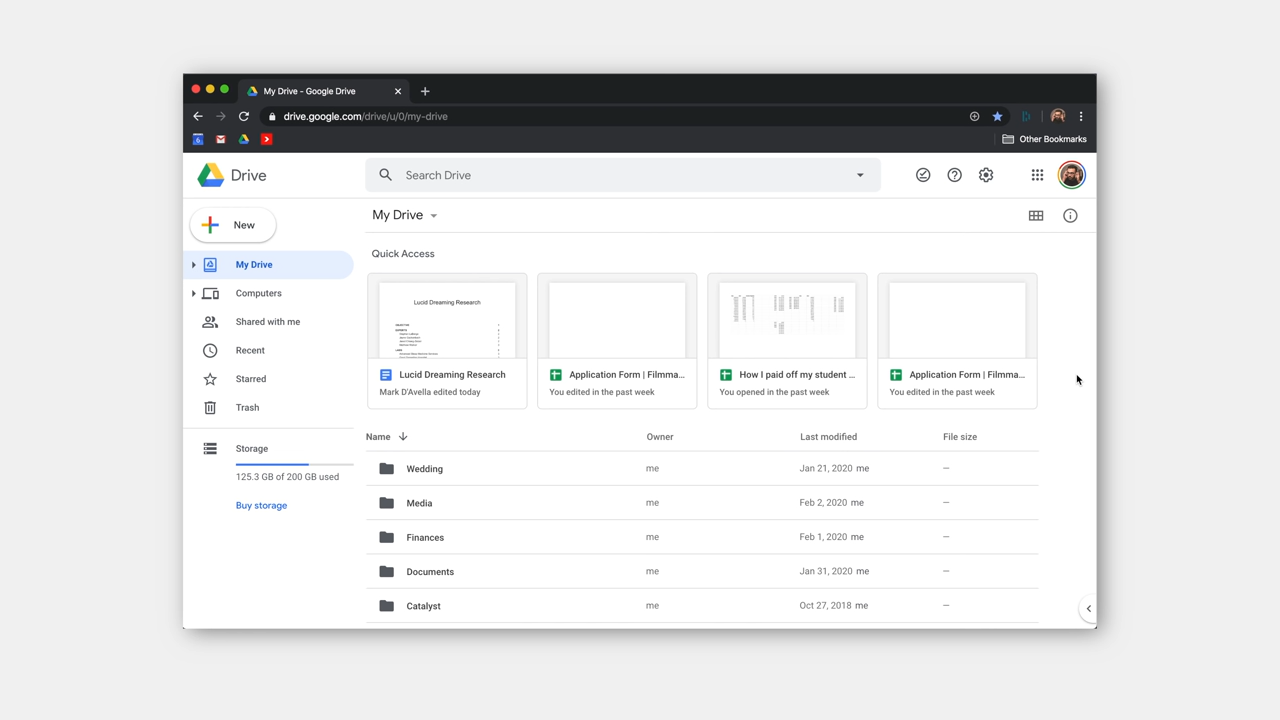 My Drive - Google Drive
drive.google.com/drive/u/0/my-drive
6
Other Bookmarks
Drive
Search Drive
New
My Drive
Computers
Shared with me
Recent
Starred
Trash
Storage
125.3 GB of 200 GB used
Buy storage
My Drive
Quick Access
Lucid Dreaming Research
OBJECTIVE
Lucid Dreaming Research
Mark D'Avella edited today
Application Form | Filmma...
You edited in the past week
How I paid off my student ...
You opened in the past week
Application Form | Filmma...
You edited in the past week
Name Owner Last modified File size
Wedding me Jan 21, 2020 me —
Media me Feb 2, 2020 me —
Finances me Feb 1, 2020 me —
Documents me Jan 31, 2020 me —
Catalyst me Oct 27, 2018 me —